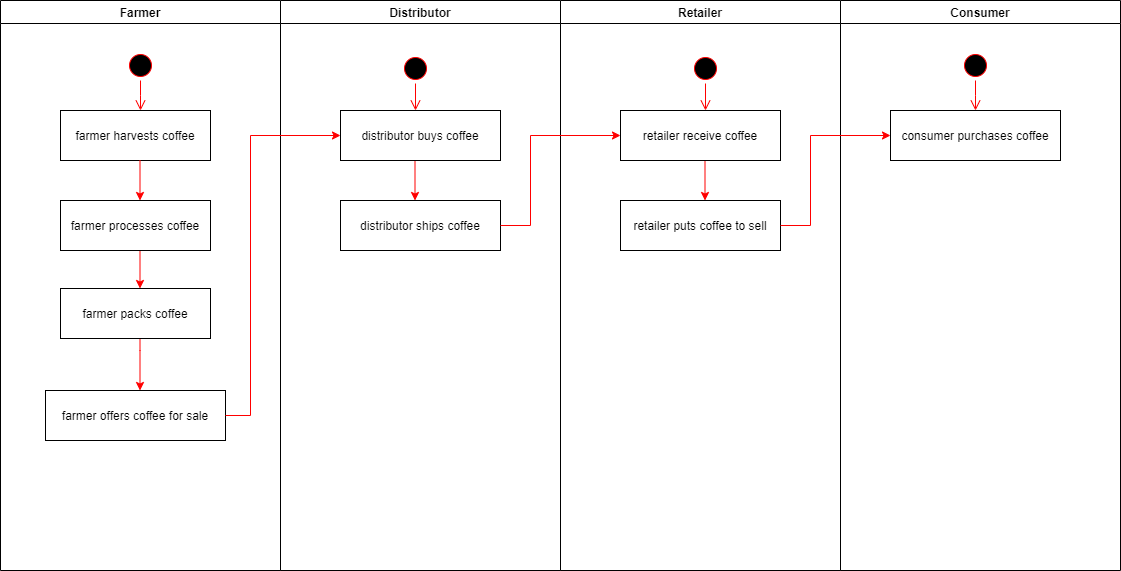 Farmer
Distributor
Retailer
Consumer
farmer harvests coffee
farmer processes coffee
farmer packs coffee
farmer offers coffee for sale
distributor buys coffee
distributor ships coffee
retailer receive coffee
retailer puts coffee to sell
consumer purchases coffee